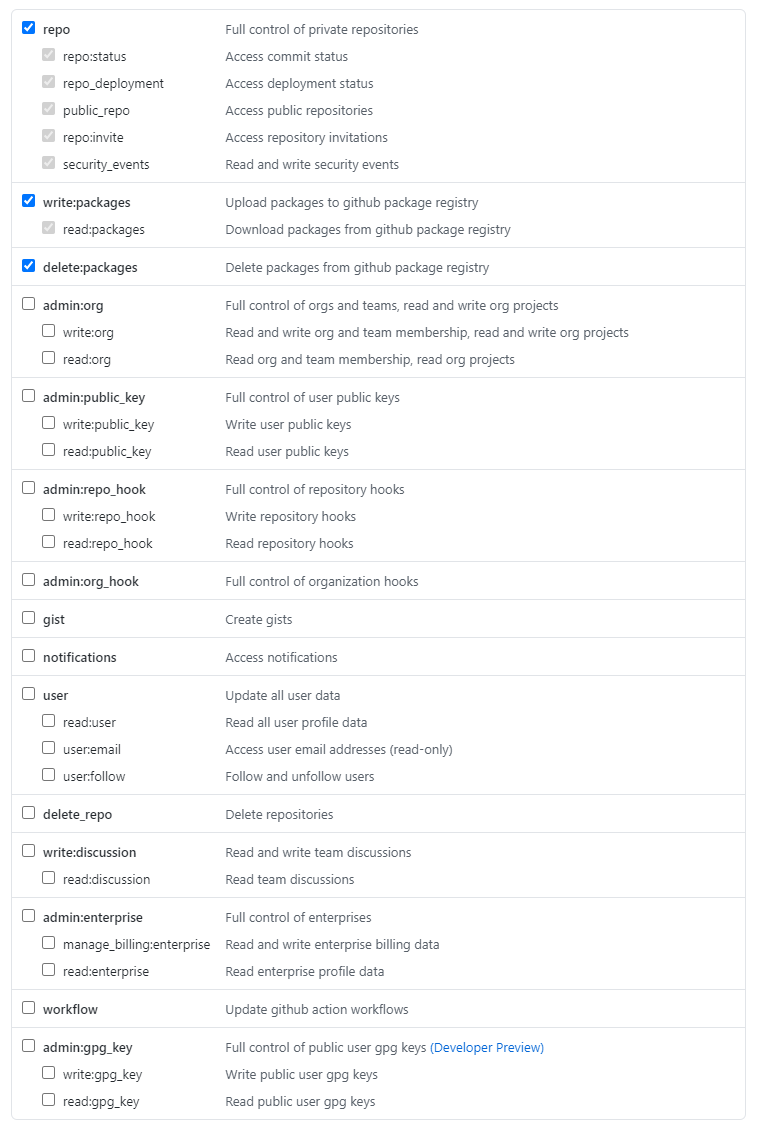 repo Full control of private repositories
repo:status Access commit status
repo_deployment Access deployment status
public_repo Access public repositories
repo:invite Access repository invitations
security_events Read and write security events
write:packages Upload packages to github package registry
read:packages Download packages from github package registry
delete:packages Delete packages from github package registry
admin:org Full control of orgs and teams, read and write org projects
write:org Read and write org and team membership, read and write org projects
read:org Read org and team membership, read org projects
admin:public_key Full control of user public keys
write:public_key Write user public keys
read:public_key Read user public keys
admin:repo_hook Full control of repository hooks
write:repo_hook Write repository hooks
read:repo_hook Read repository hooks
admin:org_hook Full control of organization hooks
gist Create gists
notifications Access notifications
user Update all user data
read:user Read all user profile data
user:email Access user email addresses (read-only)
user:follow Follow and unfollow users
delete_repo Delete repositories
write:discussion Read and write team discussions
read:discussion Read team discussions
admin:enterprise Full control of enterprises
manage_billing:enterprise Read and write enterprise billing data
read:enterprise Read enterprise profile data
workflow Update github action workflows
admin:gpg_key Full control of public user gpg keys (Developer Preview)
write:gpg_key Write public user gpg keys
read:gpg_key Read public user gpg keys